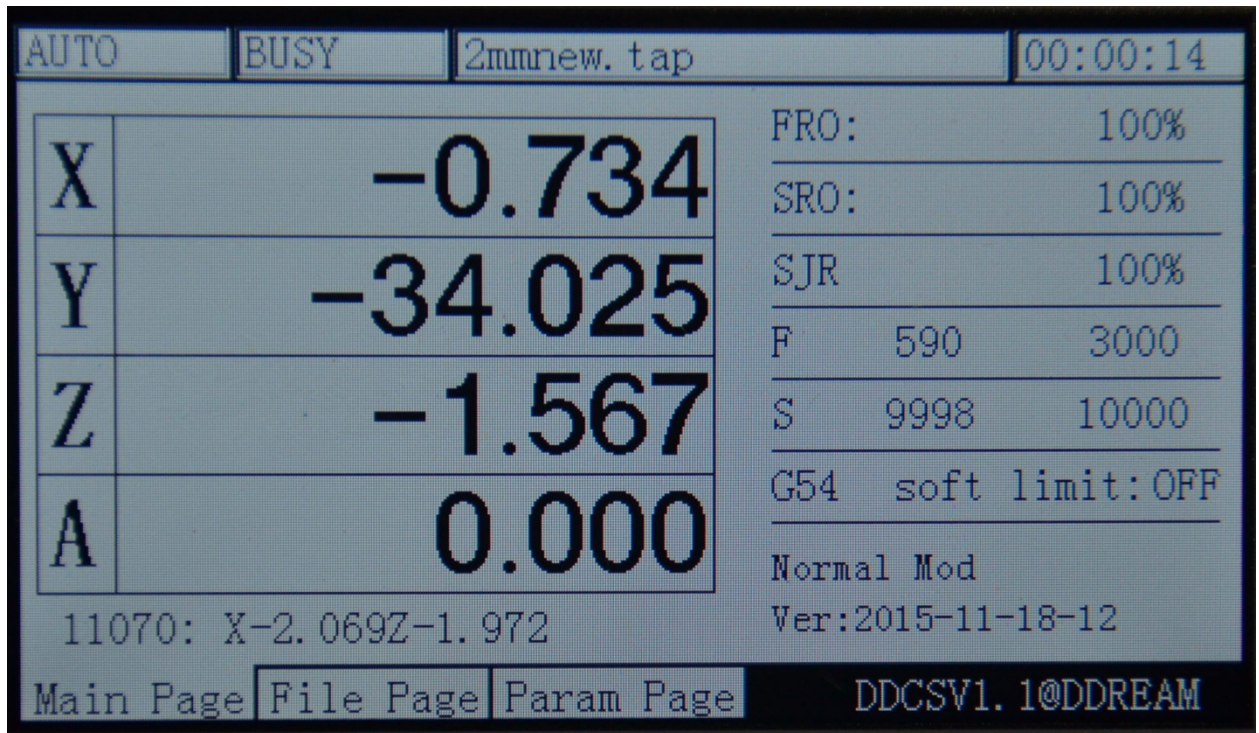 AUTO BUSY 2mmnew.tap 00:00:14
X -0.734
Y -34.025
Z -1.567
A 0.000
11070: X-2.069Z-1.972
FRO: 100%
SRO: 100%
SJR 100%
F 590 3000
S 9998 10000
G54 soft limit:OFF
Normal Mod
Ver:2015-11-18-12
Main Page File Page Param Page DDCSV1.1@DDREAM